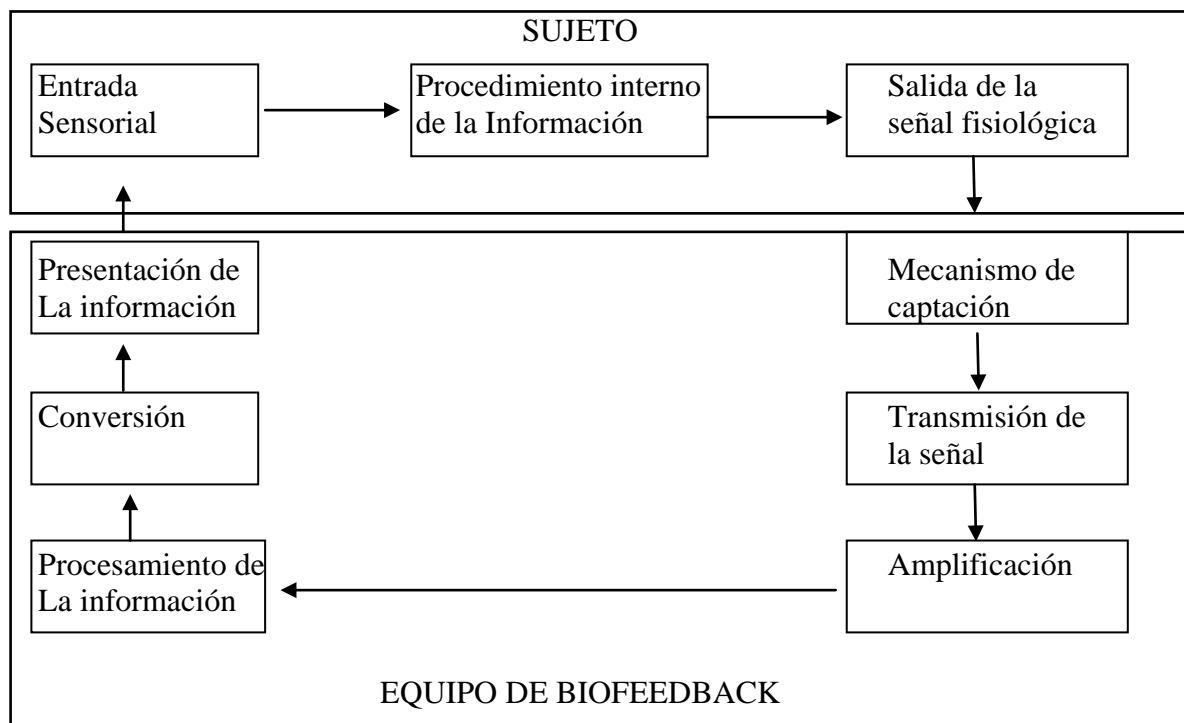 SUJETO
Entrada
Sensorial
Procedimiento interno
de la Información
Salida de la
señal fisiológica
Presentación de
La información
Mecanismo de
captación
Conversión
Transmisión de
la señal
Procesamiento de
La información
Amplificación
EQUIPO DE BIOFEEDBACK